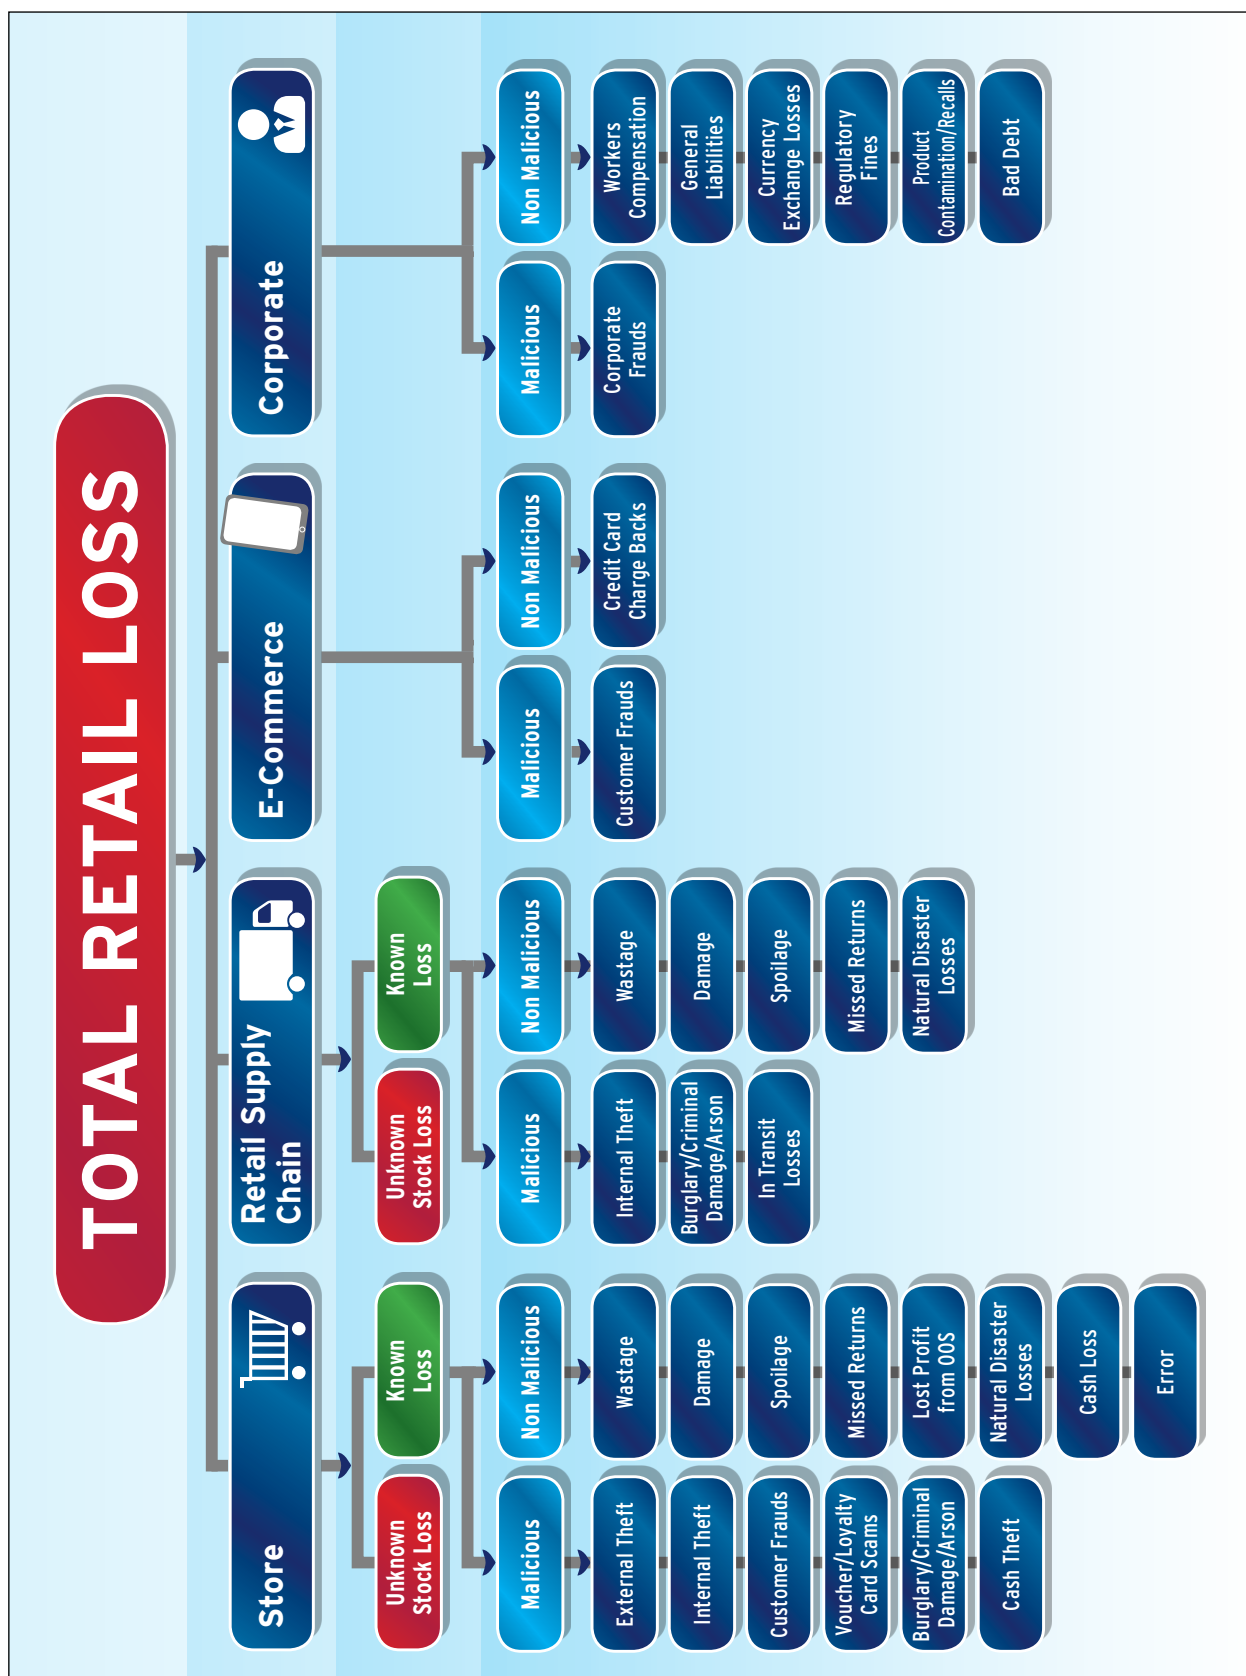 TOTAL RETAIL LOSS
Store
Retail Supply
Chain
E-Commerce
Corporate
Unknown
Stock Loss
Known
Loss
Unknown
Stock Loss
Known
Loss
Malicious
Non Malicious
Malicious
Non Malicious
Malicious
Non Malicious
Malicious
Non Malicious
External Theft
Internal Theft
Customer Frauds
Voucher/Loyalty
Card Scams
Burglary/Criminal
Damage/Arson
Cash Theft
Wastage
Damage
Spoilage
Missed Returns
Lost Profit
from OOS
Natural Disaster
Losses
Cash Loss
Error
Internal Theft
Burglary/Criminal
Damage/Arson
In Transit
Losses
Wastage
Damage
Spoilage
Missed Returns
Natural Disaster
Losses
Customer Frauds
Credit Card
Charge Backs
Corporate
Frauds
Workers
Compensation
General
Liabilities
Currency
Exchange Losses
Regulatory
Fines
Product
Contamination/Recalls
Bad Debt